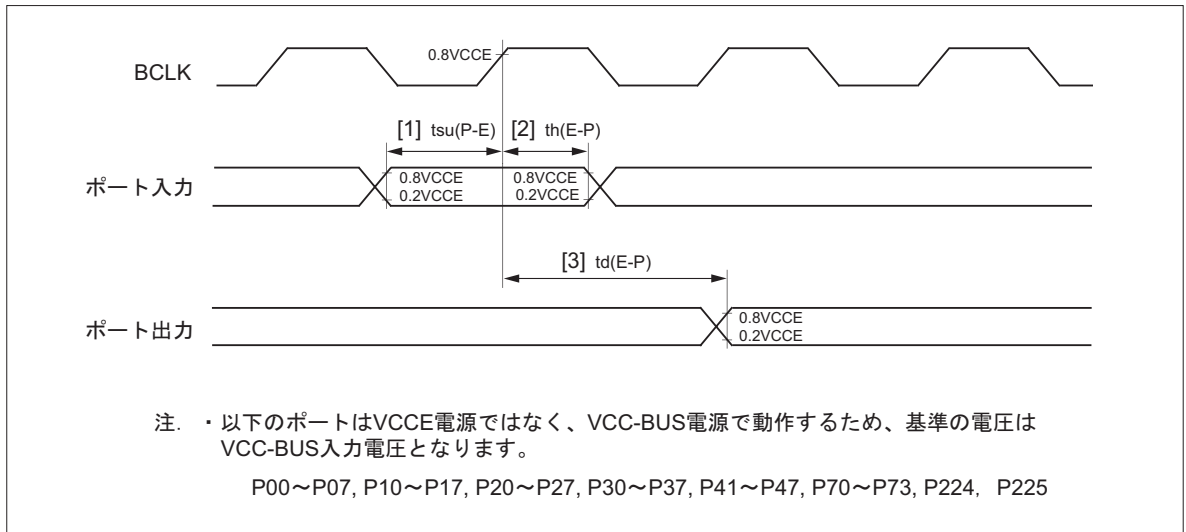 0.8VCCE
BCLK
[1] tsu(P-E) [2] th(E-P)
ポート入力
0.8VCCE 0.8VCCE
0.2VCCE 0.2VCCE
[3] td(E-P)
ポート出力
0.8VCCE
0.2VCCE
注. ・以下のポートはVCCE電源ではなく、VCC-BUS電源で動作するため、基準の電圧は
VCC-BUS入力電圧となります。
P00～P07, P10～P17, P20～P27, P30～P37, P41～P47, P70～P73, P224, P225